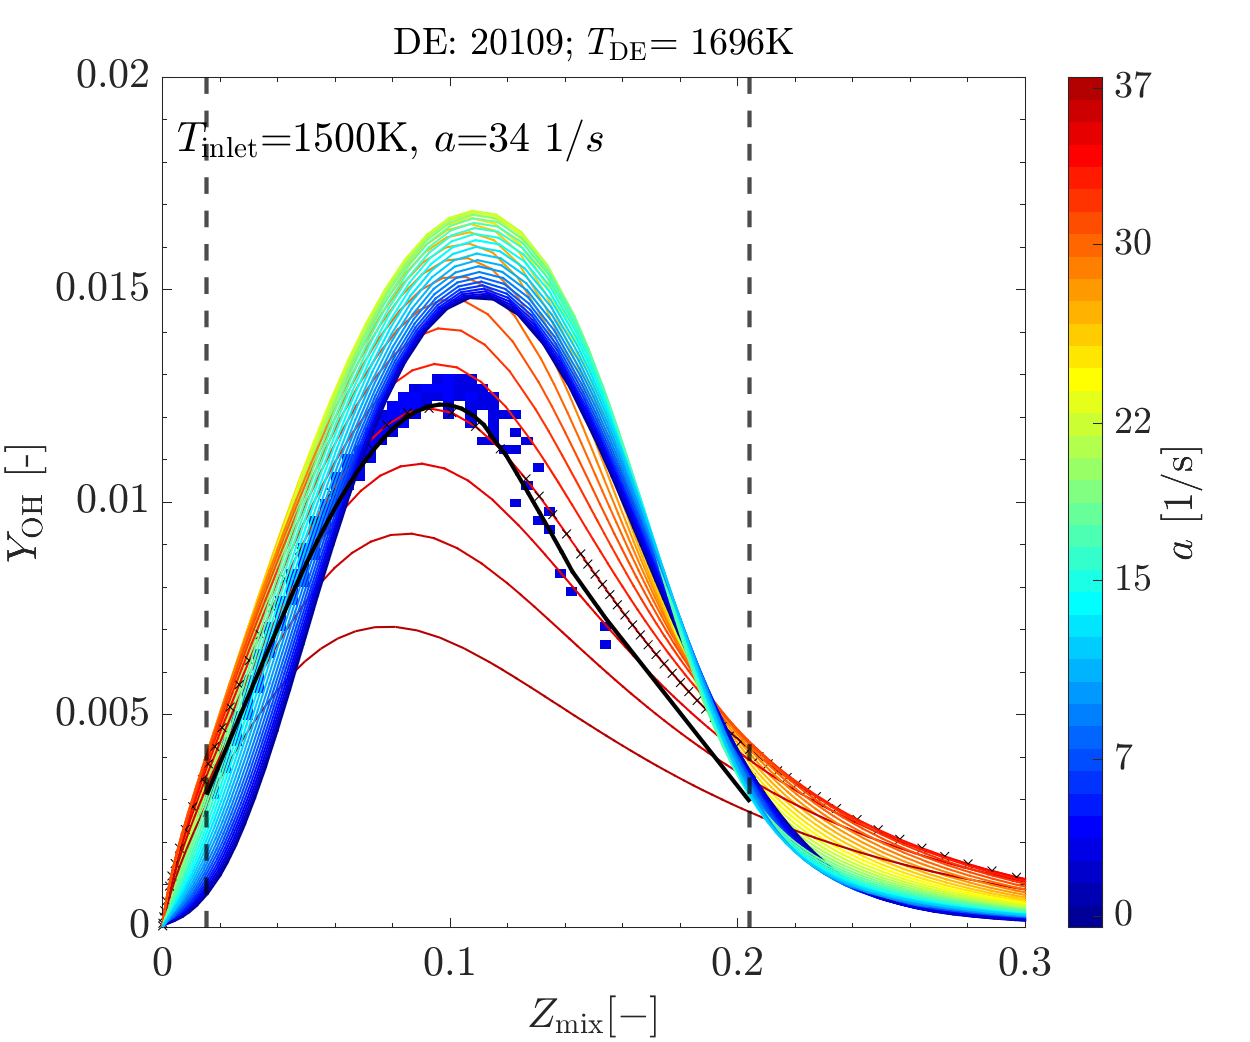 DE: 20109; T_DE= 1696K
T_inlet=1500K, a=34 1/s
0.02
0.015
0.01
0.005
0
Y_OH [-]
0 0.1 0.2 0.3
Z_mix[−]
37
30
22
15
7
0
a [1/s]